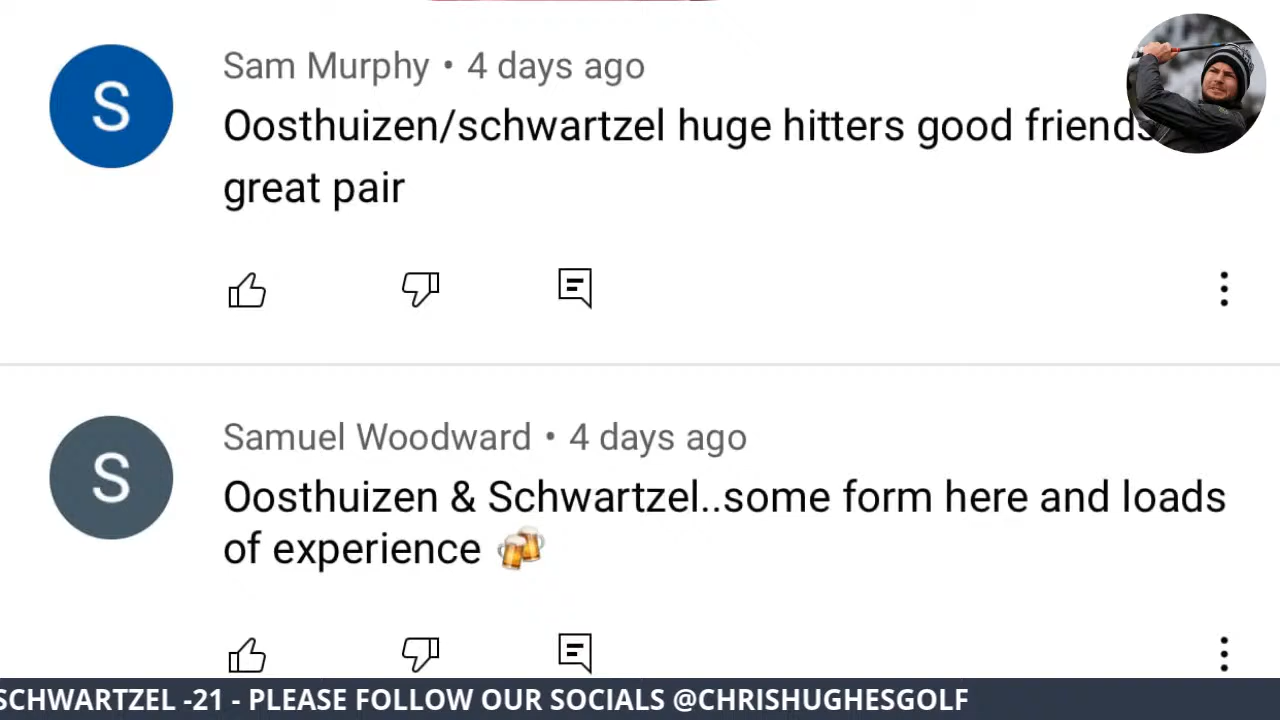 S
Sam Murphy • 4 days ago
Oosthuizen/schwartzel huge hitters good friends
great pair
S
Samuel Woodward • 4 days ago
Oosthuizen & Schwartzel..some form here and loads
of experience 🍻
SCHWARTZEL -21 - PLEASE FOLLOW OUR SOCIALS @CHRISHUGHESGOLF